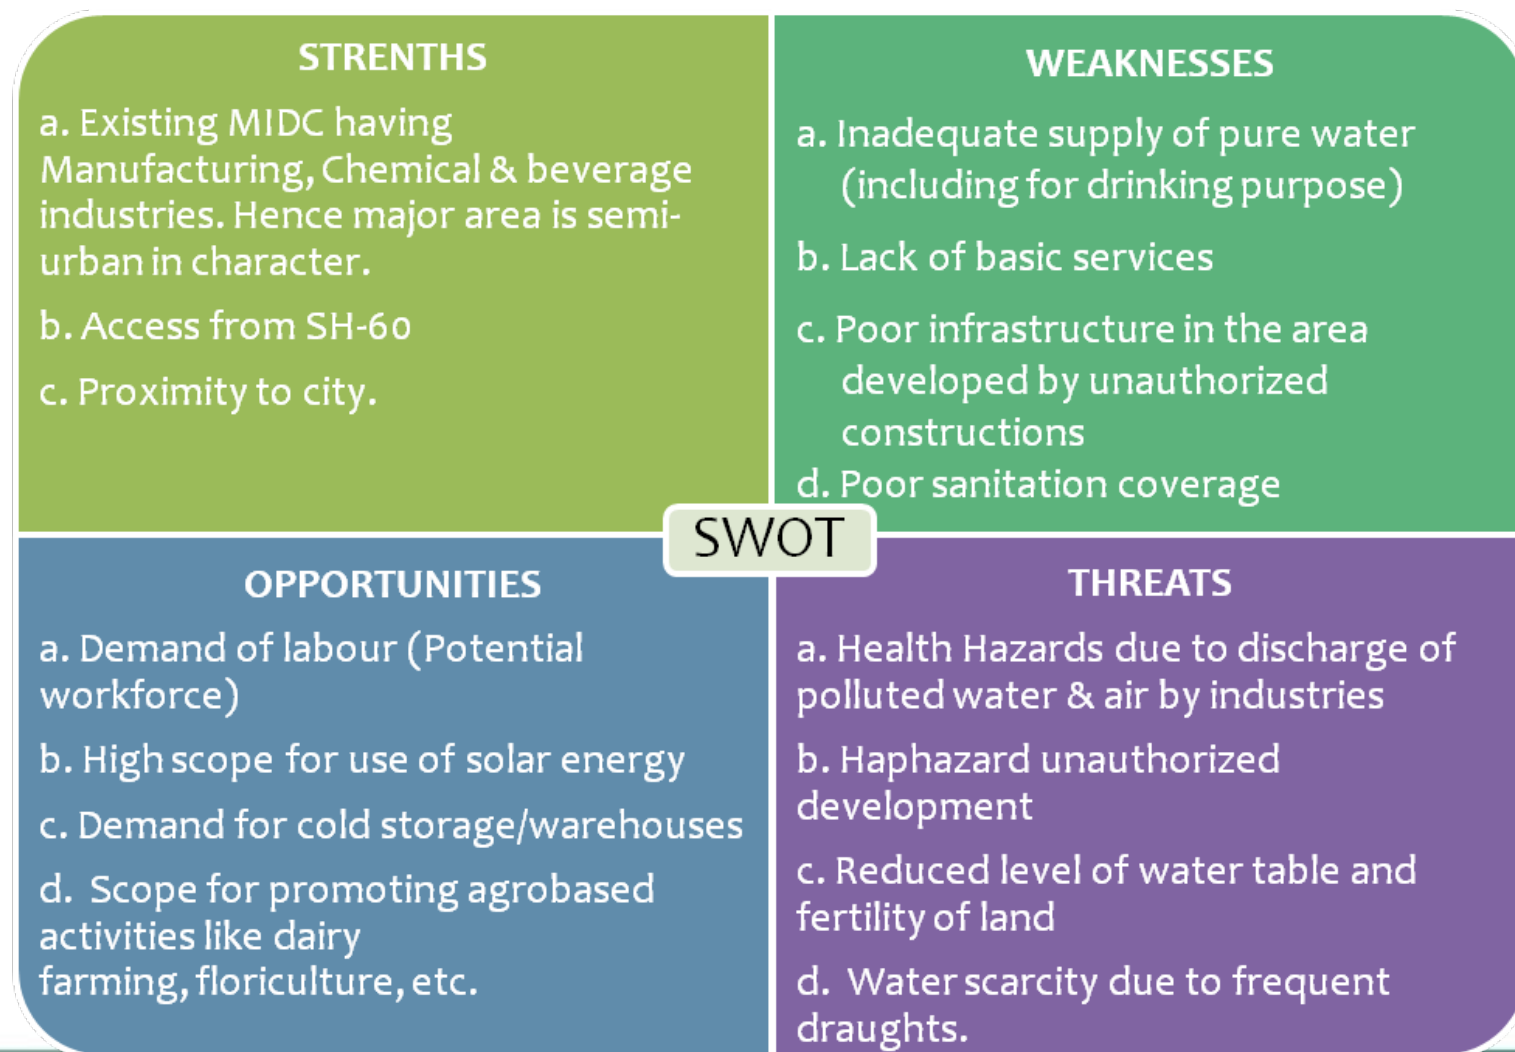 STRENTHS
a. Existing MIDC having
Manufacturing, Chemical & beverage
industries. Hence major area is semi-
urban in character.
b. Access from SH-60
c. Proximity to city.
WEAKNESSES
a. Inadequate supply of pure water
(including for drinking purpose)
b. Lack of basic services
c. Poor infrastructure in the area
developed by unauthorized
constructions
d. Poor sanitation coverage
SWOT
OPPORTUNITIES
a. Demand of labour (Potential
workforce)
b. High scope for use of solar energy
c. Demand for cold storage/warehouses
d. Scope for promoting agrobased
activities like dairy
farming, floriculture, etc.
THREATS
a. Health Hazards due to discharge of
polluted water & air by industries
b. Haphazard unauthorized
development
c. Reduced level of water table and
fertility of land
d. Water scarcity due to frequent
draughts.